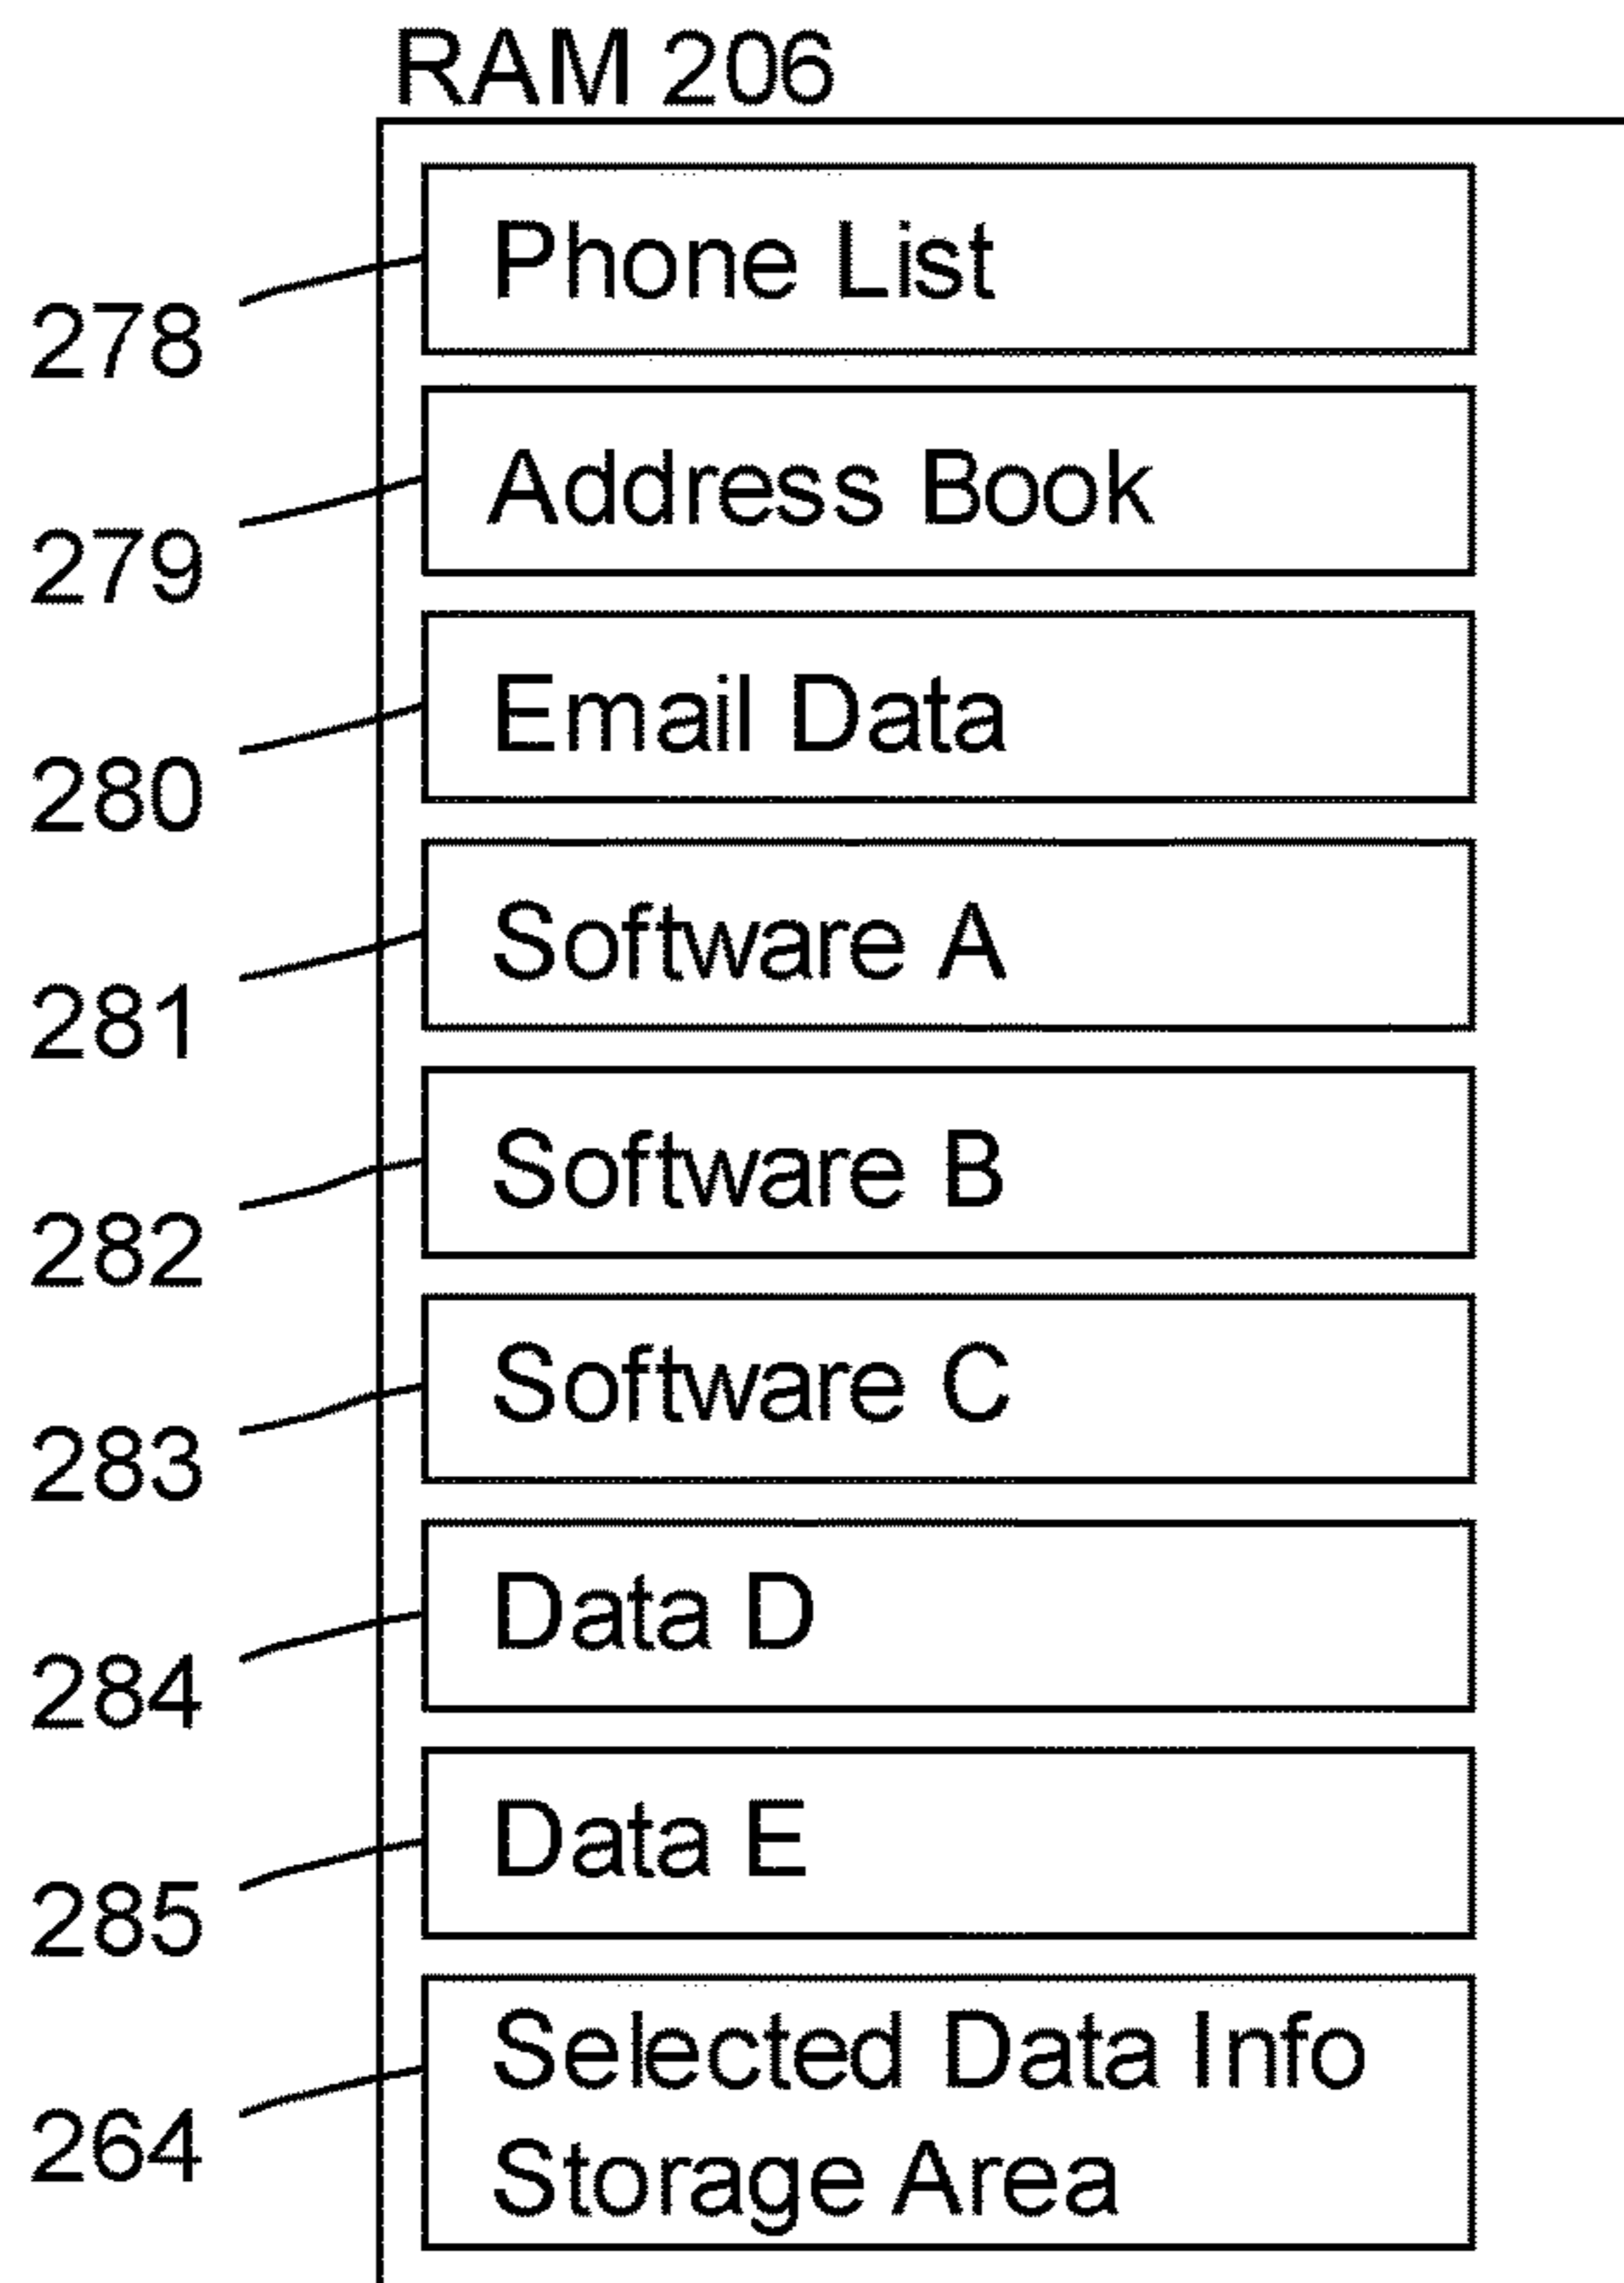 RAM 206
278 Phone List
279 Address Book
280 Email Data
281 Software A
282 Software B
283 Software C
284 Data D
285 Data E
264 Selected Data Info
Storage Area